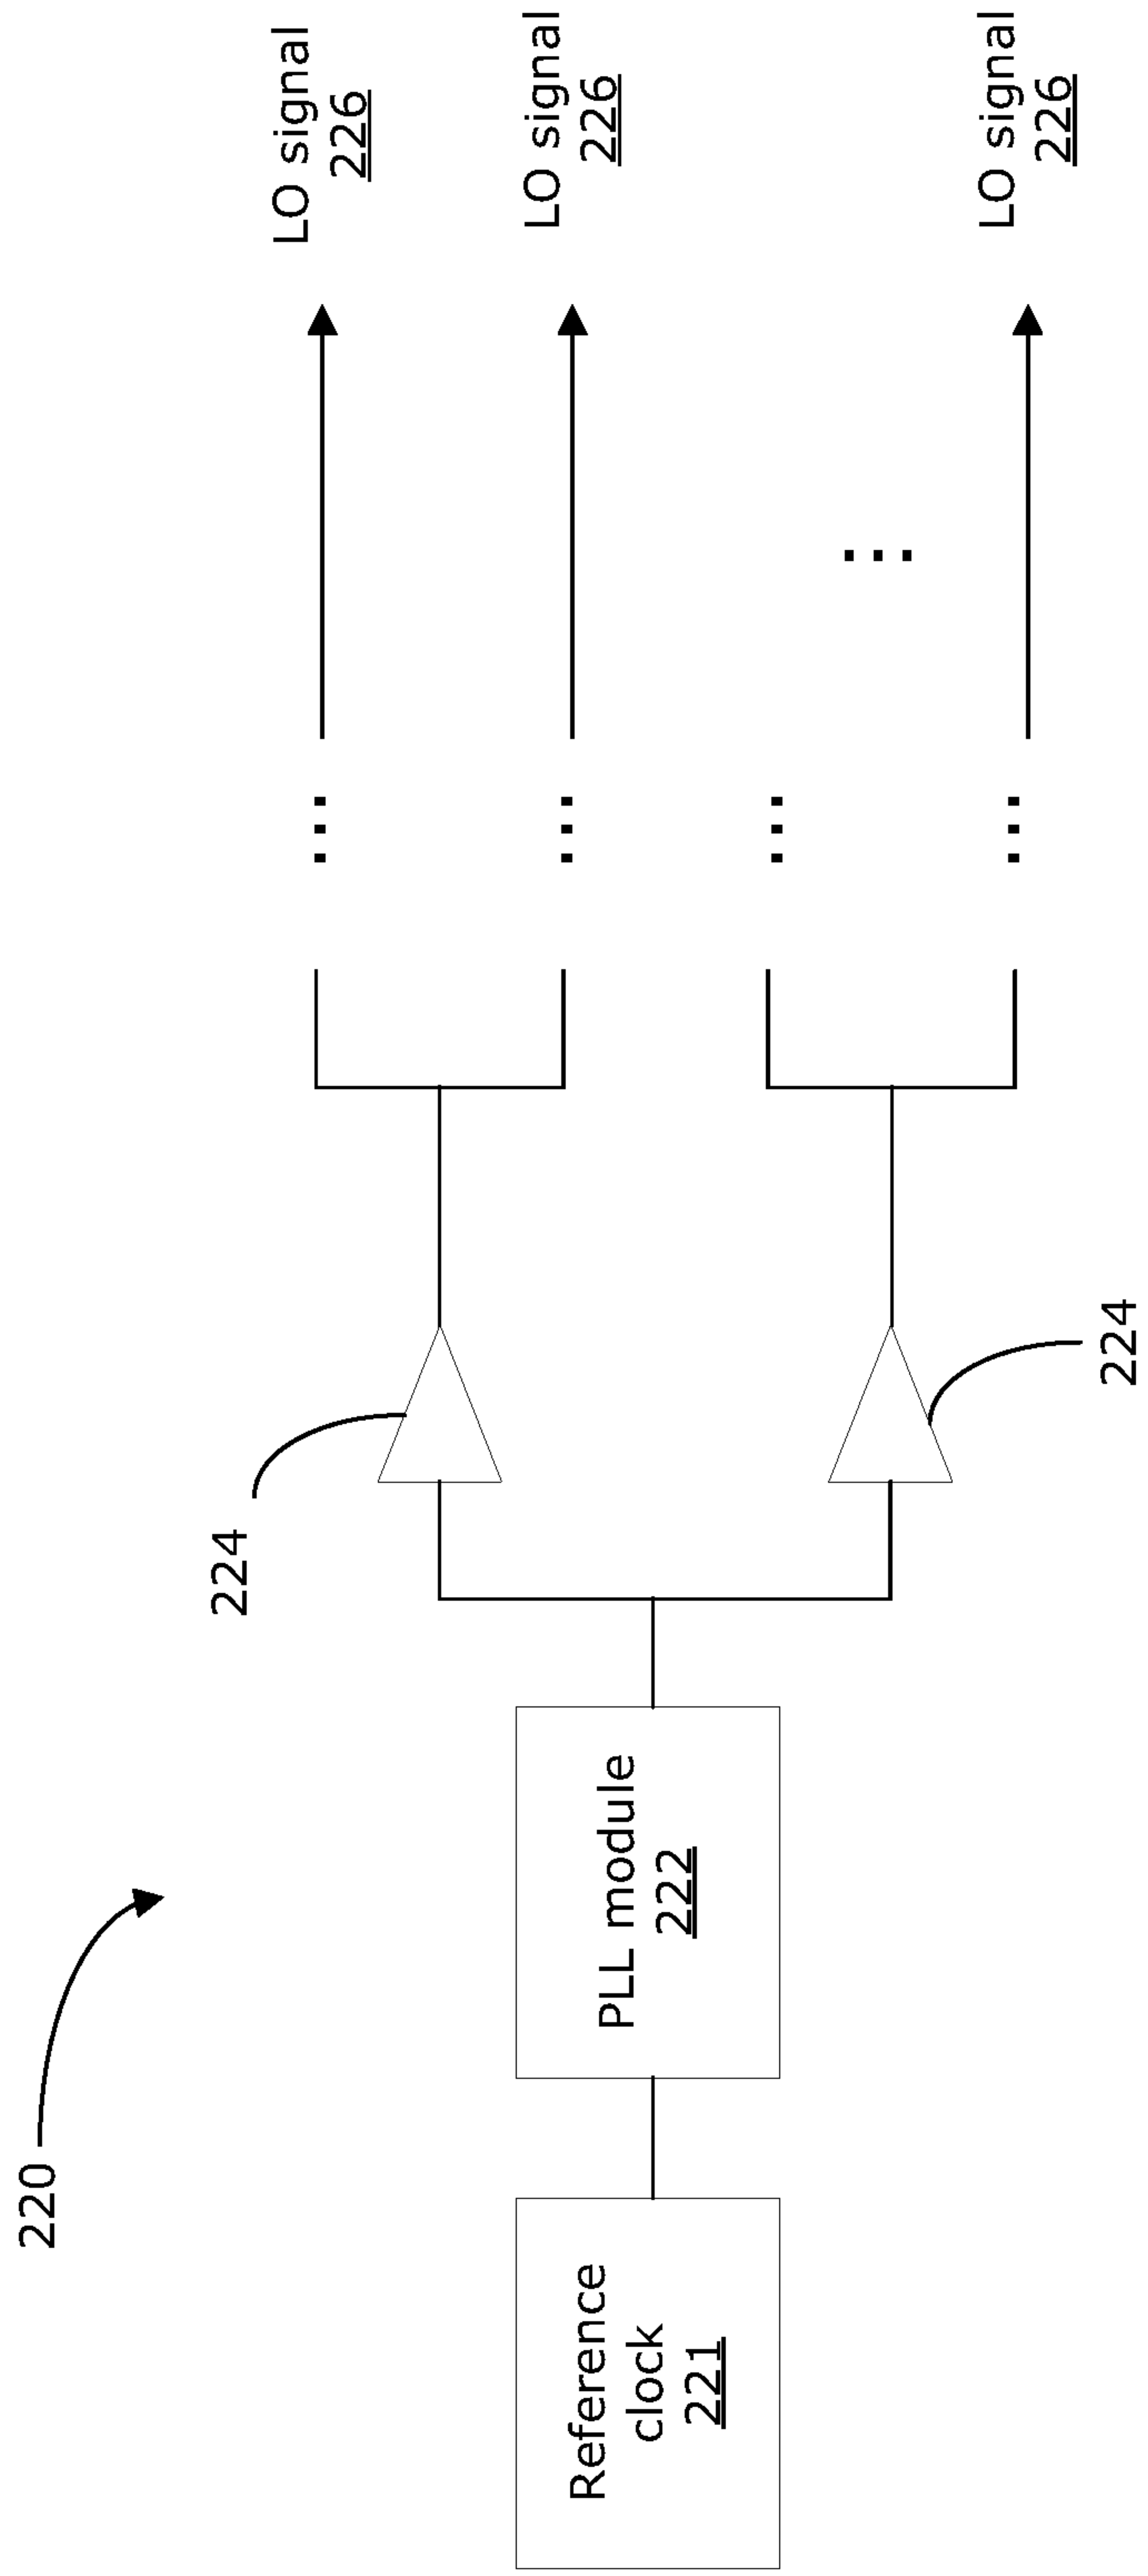 220
Reference
clock
221
PLL module
222
224
224
LO signal
226
LO signal
226
LO signal
226